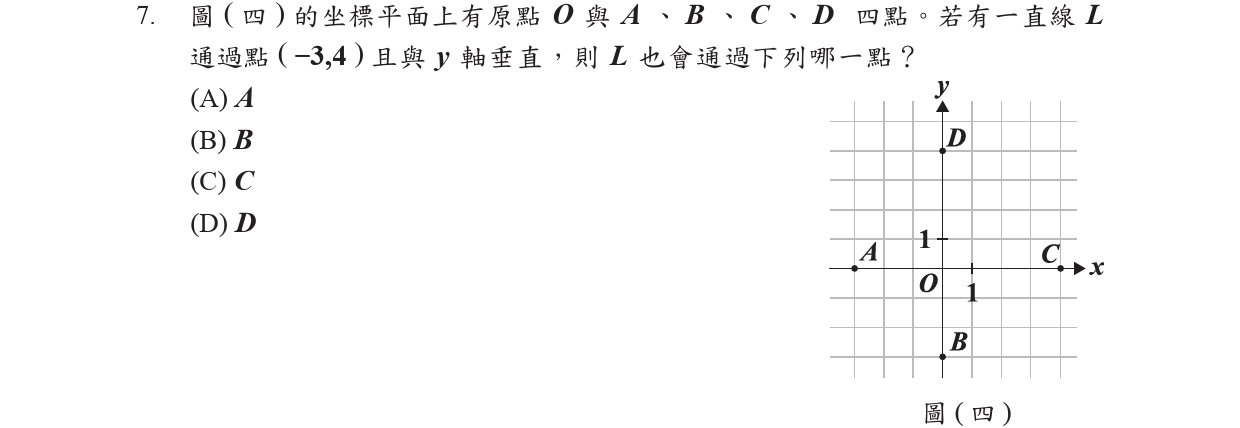 7. 圖(四)的坐標平面上有原點 O 與 A、B、C、D 四點。若有一直線 L
通過點(−3,4)且與 y 軸垂直，則 L 也會通過下列哪一點？
(A) A
(B) B
(C) C
(D) D
y
D
1
A
C
x
O
1
B
圖(四)